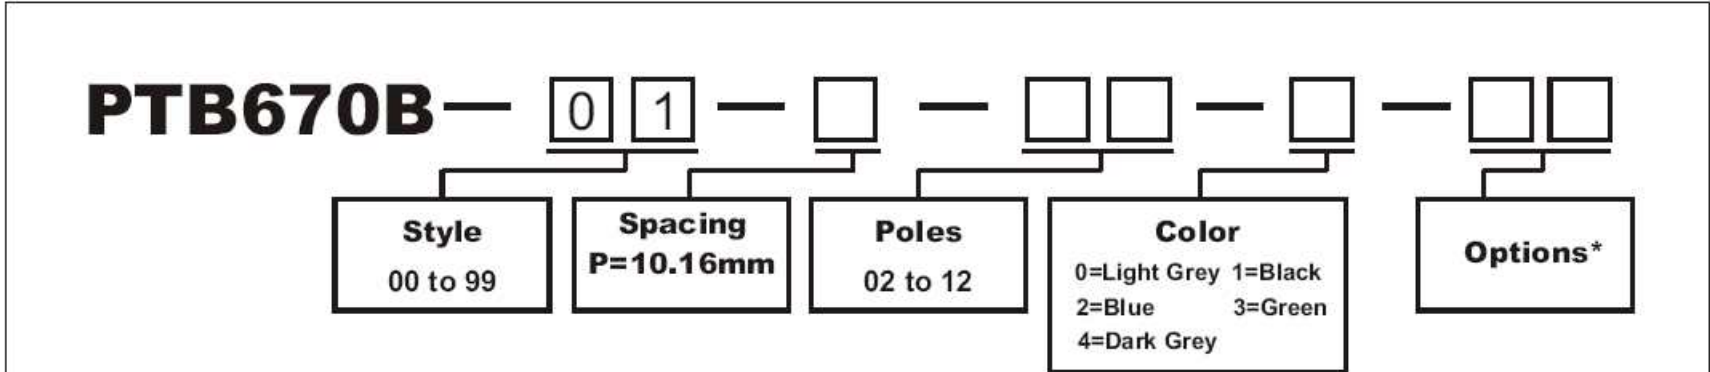 PTB670B — 0 1 — — — —
Style
00 to 99
Spacing
P=10.16mm
Poles
02 to 12
Color
0=Light Grey 1=Black
2=Blue 3=Green
4=Dark Grey
Options*